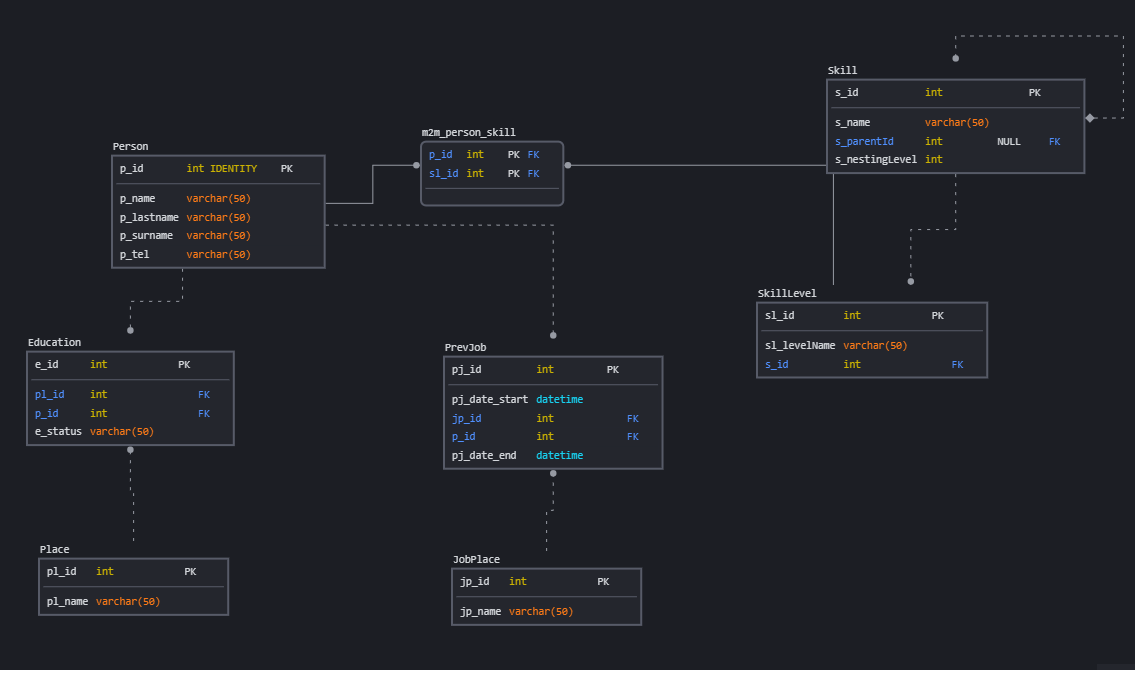 Skill
s_id int PK
s_name varchar(50)
s_parentId int NULL FK
s_nestingLevel int
m2m_person_skill
p_id int PK FK
sl_id int PK FK
Person
p_id int IDENTITY PK
p_name varchar(50)
p_lastname varchar(50)
p_surname varchar(50)
p_tel varchar(50)
SkillLevel
sl_id int PK
sl_levelName varchar(50)
s_id int FK
Education
e_id int PK
pl_id int FK
p_id int FK
e_status varchar(50)
PrevJob
pj_id int PK
pj_date_start datetime
jp_id int FK
p_id int FK
pj_date_end datetime
Place
pl_id int PK
pl_name varchar(50)
JobPlace
jp_id int PK
jp_name varchar(50)